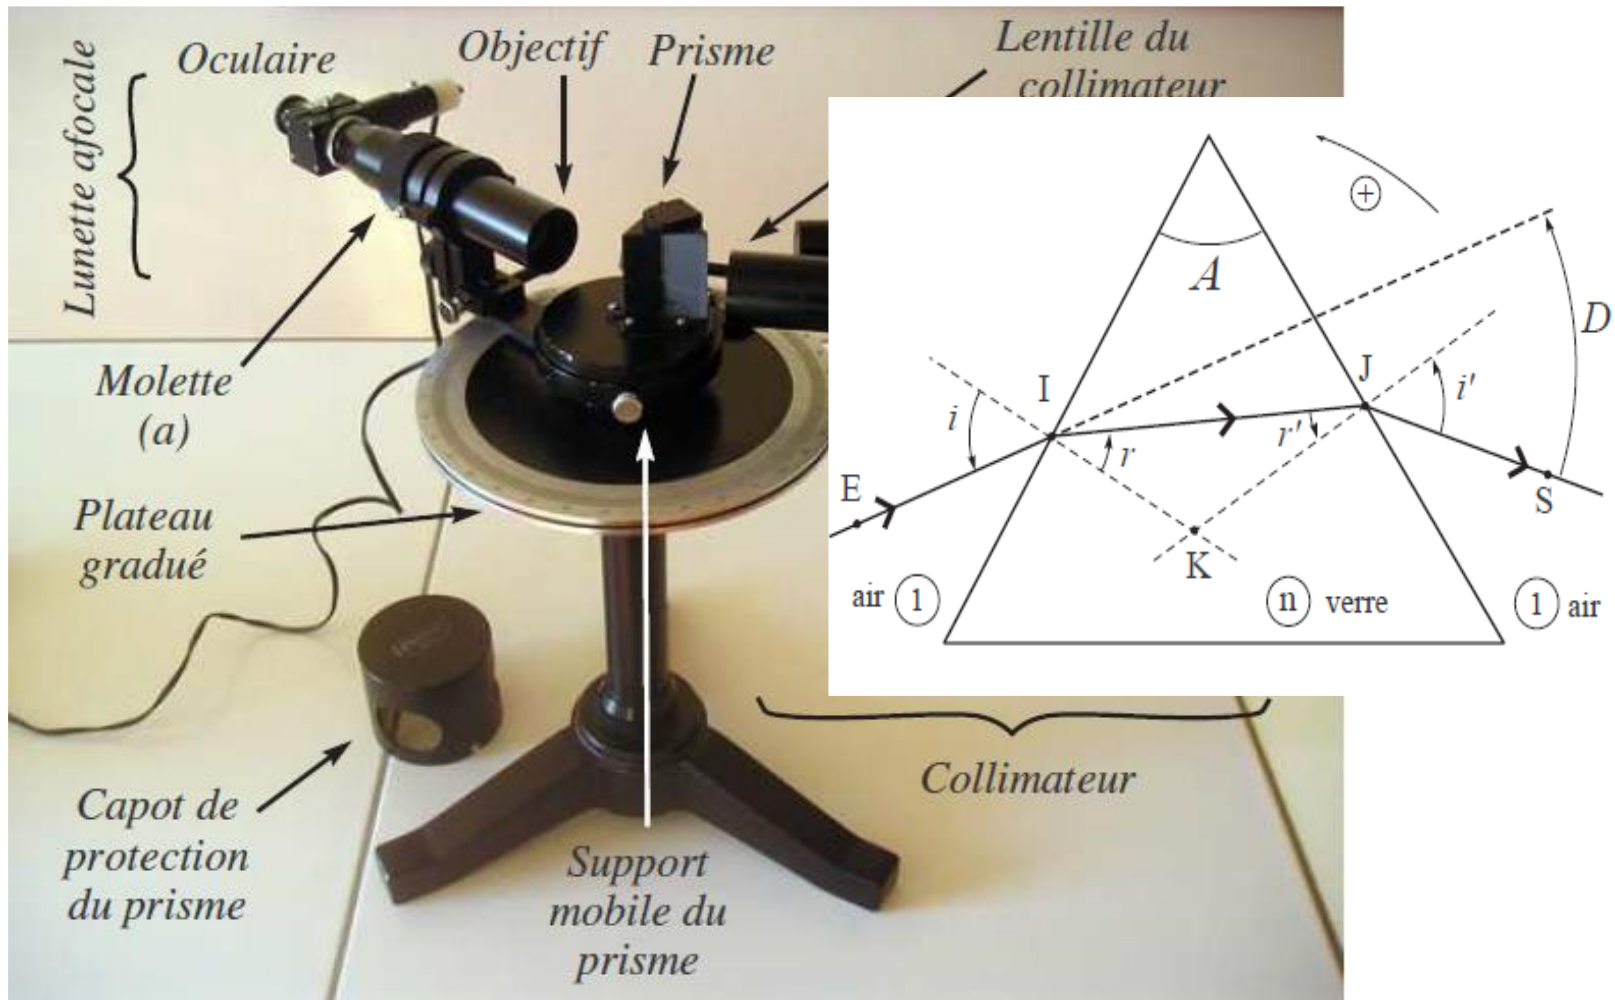 Lunette afocale
Oculaire
Objectif
Prisme
Lentille du
collimateur
Molette
(a)
Plateau
gradué
Capot de
protection
du prisme
Support
mobile du
prisme
Collimateur
A
+
D
I
J
i
r
r'
i'
E
S
K
air 1
n verre
1 air